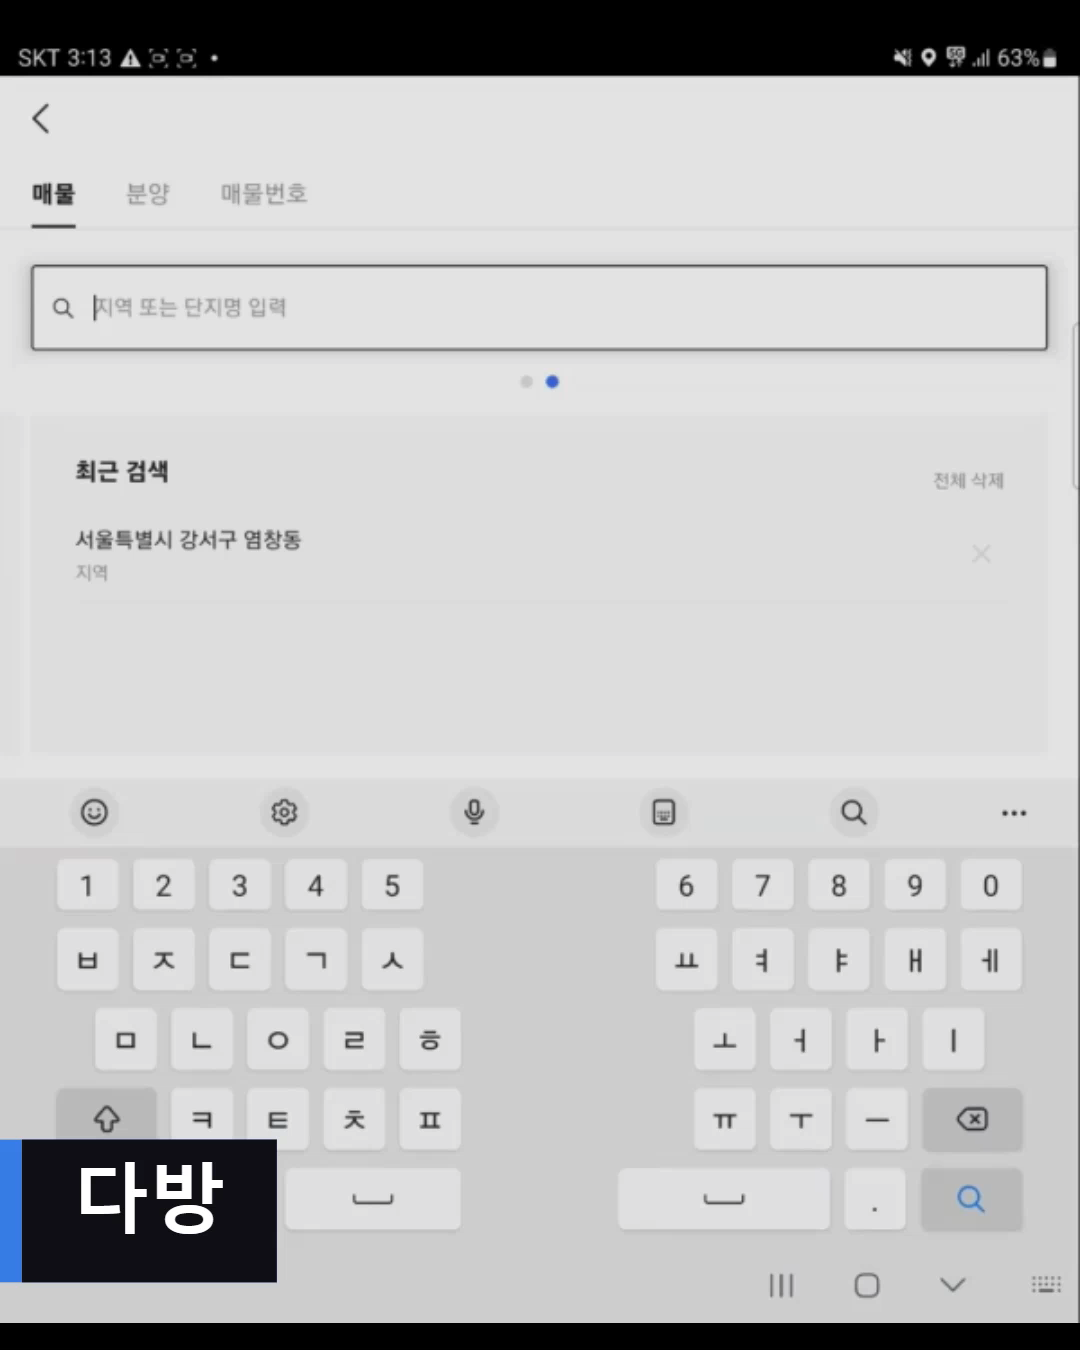 SKT 3:13
5G 63%
매물 분양 매물번호
지역 또는 단지명 입력
최근 검색
전체 삭제
서울특별시 강서구 염창동
지역
1 2 3 4 5 6 7 8 9 0
ㅂ ㅈ ㄷ ㄱ ㅅ ㅛ ㅕ ㅑ ㅐ ㅔ
ㅁ ㄴ ㅇ ㄹ ㅎ ㅗ ㅓ ㅏ ㅣ
ㅋ ㅌ ㅊ ㅍ ㅠ ㅜ ㅡ
.
다방